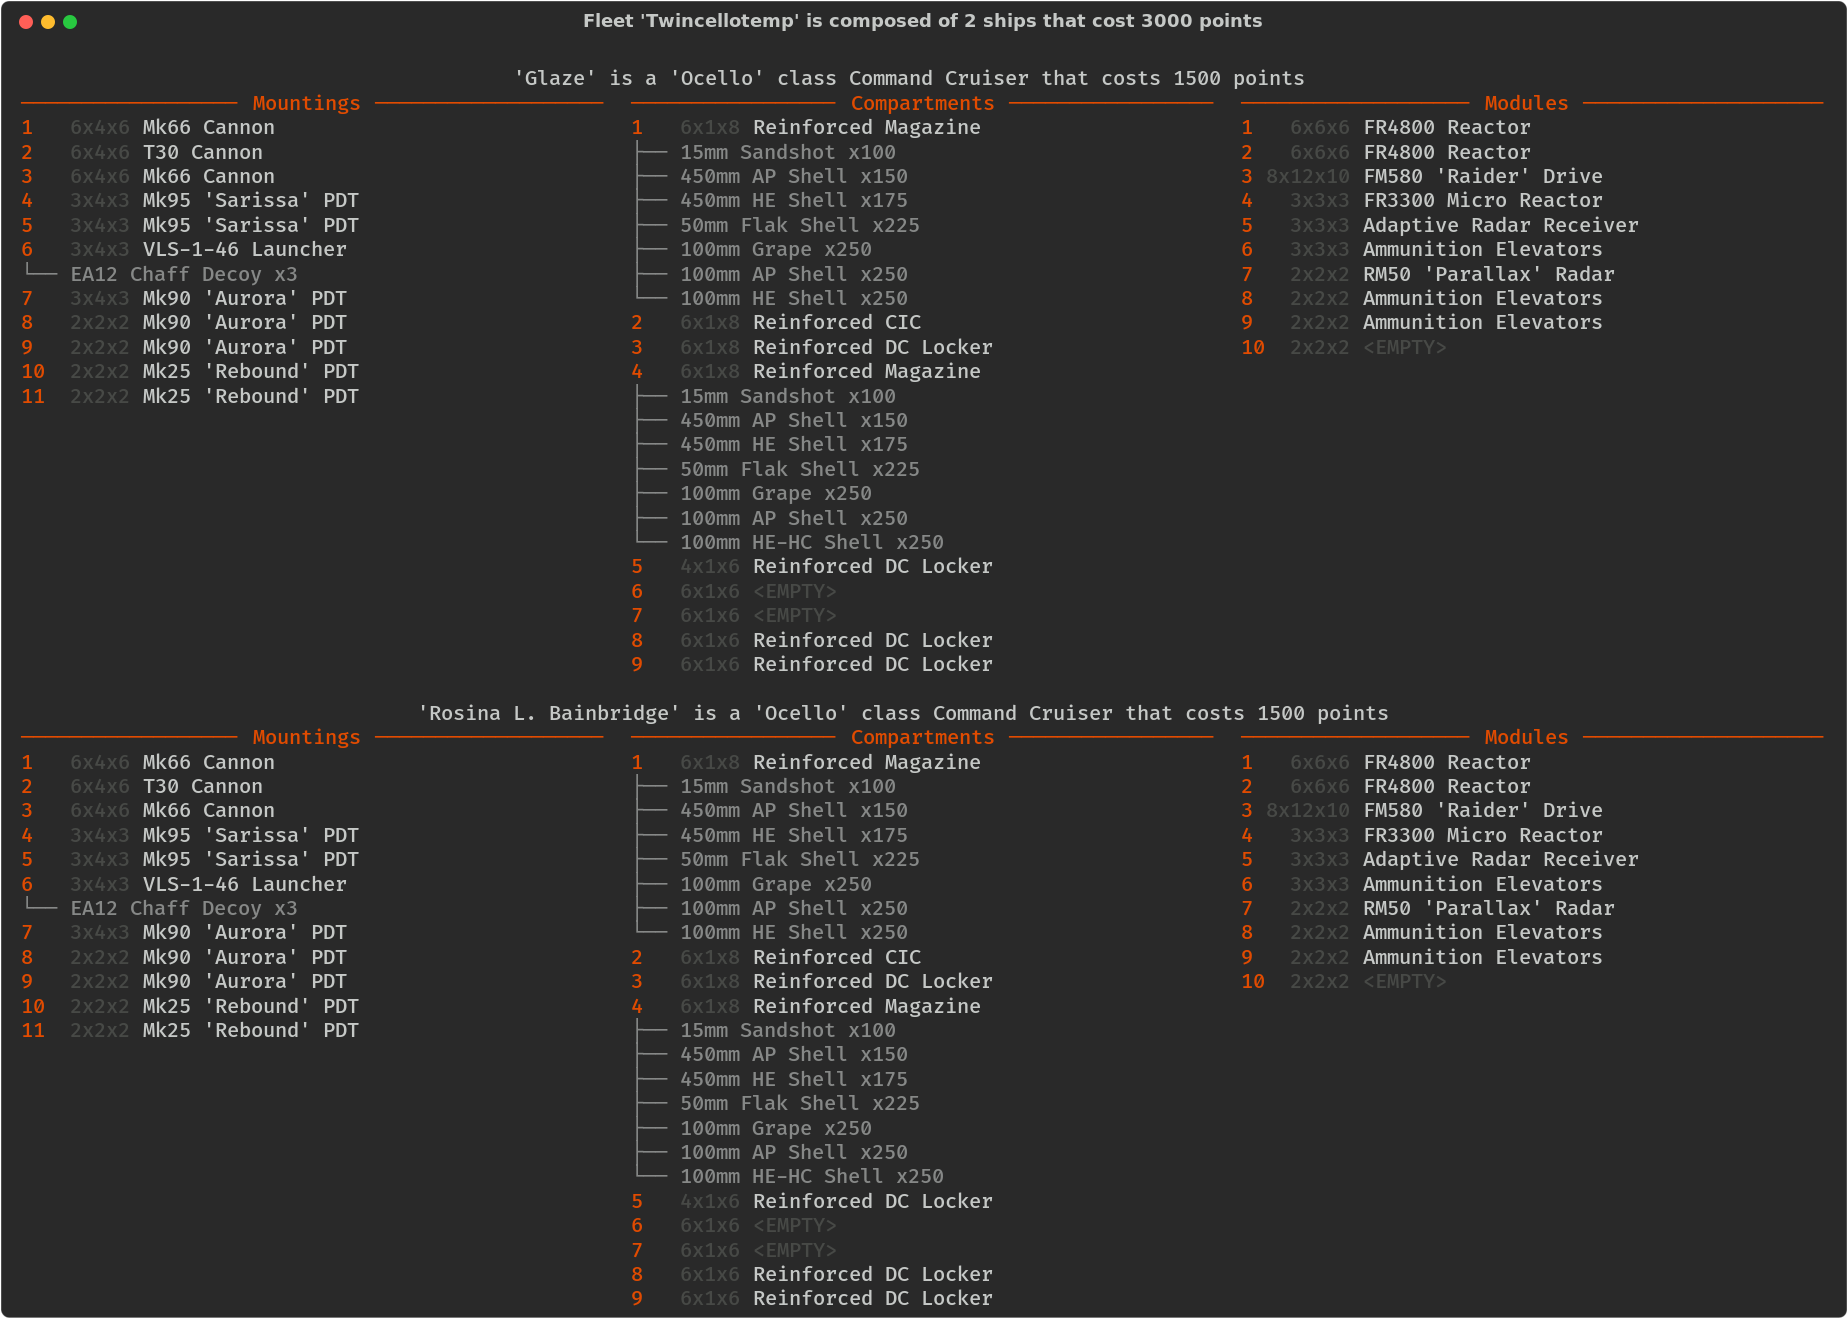 Fleet 'Twincellotemp' is composed of 2 ships that cost 3000 points
'Glaze' is a 'Ocello' class Command Cruiser that costs 1500 points
Mountings Compartments Modules
1 6x4x6 Mk66 Cannon 1 6x1x8 Reinforced Magazine 1 6x6x6 FR4800 Reactor
2 6x4x6 T30 Cannon 15mm Sandshot x100 2 6x6x6 FR4800 Reactor
3 6x4x6 Mk66 Cannon 450mm AP Shell x150 3 8x12x10 FM580 'Raider' Drive
4 3x4x3 Mk95 'Sarissa' PDT 450mm HE Shell x175 4 3x3x3 FR3300 Micro Reactor
5 3x4x3 Mk95 'Sarissa' PDT 50mm Flak Shell x225 5 3x3x3 Adaptive Radar Receiver
6 3x4x3 VLS-1-46 Launcher 100mm Grape x250 6 3x3x3 Ammunition Elevators
EA12 Chaff Decoy x3 100mm AP Shell x250 7 2x2x2 RM50 'Parallax' Radar
7 3x4x3 Mk90 'Aurora' PDT 100mm HE Shell x250 8 2x2x2 Ammunition Elevators
8 2x2x2 Mk90 'Aurora' PDT 2 6x1x8 Reinforced CIC 9 2x2x2 Ammunition Elevators
9 2x2x2 Mk90 'Aurora' PDT 3 6x1x8 Reinforced DC Locker 10 2x2x2 <EMPTY>
10 2x2x2 Mk25 'Rebound' PDT 4 6x1x8 Reinforced Magazine
11 2x2x2 Mk25 'Rebound' PDT 15mm Sandshot x100
450mm AP Shell x150
450mm HE Shell x175
50mm Flak Shell x225
100mm Grape x250
100mm AP Shell x250
100mm HE-HC Shell x250
5 4x1x6 Reinforced DC Locker
6 6x1x6 <EMPTY>
7 6x1x6 <EMPTY>
8 6x1x6 Reinforced DC Locker
9 6x1x6 Reinforced DC Locker
'Rosina L. Bainbridge' is a 'Ocello' class Command Cruiser that costs 1500 points
Mountings Compartments Modules
1 6x4x6 Mk66 Cannon 1 6x1x8 Reinforced Magazine 1 6x6x6 FR4800 Reactor
2 6x4x6 T30 Cannon 15mm Sandshot x100 2 6x6x6 FR4800 Reactor
3 6x4x6 Mk66 Cannon 450mm AP Shell x150 3 8x12x10 FM580 'Raider' Drive
4 3x4x3 Mk95 'Sarissa' PDT 450mm HE Shell x175 4 3x3x3 FR3300 Micro Reactor
5 3x4x3 Mk95 'Sarissa' PDT 50mm Flak Shell x225 5 3x3x3 Adaptive Radar Receiver
6 3x4x3 VLS-1-46 Launcher 100mm Grape x250 6 3x3x3 Ammunition Elevators
EA12 Chaff Decoy x3 100mm AP Shell x250 7 2x2x2 RM50 'Parallax' Radar
7 3x4x3 Mk90 'Aurora' PDT 100mm HE Shell x250 8 2x2x2 Ammunition Elevators
8 2x2x2 Mk90 'Aurora' PDT 2 6x1x8 Reinforced CIC 9 2x2x2 Ammunition Elevators
9 2x2x2 Mk90 'Aurora' PDT 3 6x1x8 Reinforced DC Locker 10 2x2x2 <EMPTY>
10 2x2x2 Mk25 'Rebound' PDT 4 6x1x8 Reinforced Magazine
11 2x2x2 Mk25 'Rebound' PDT 15mm Sandshot x100
450mm AP Shell x150
450mm HE Shell x175
50mm Flak Shell x225
100mm Grape x250
100mm AP Shell x250
100mm HE-HC Shell x250
5 4x1x6 Reinforced DC Locker
6 6x1x6 <EMPTY>
7 6x1x6 <EMPTY>
8 6x1x6 Reinforced DC Locker
9 6x1x6 Reinforced DC Locker